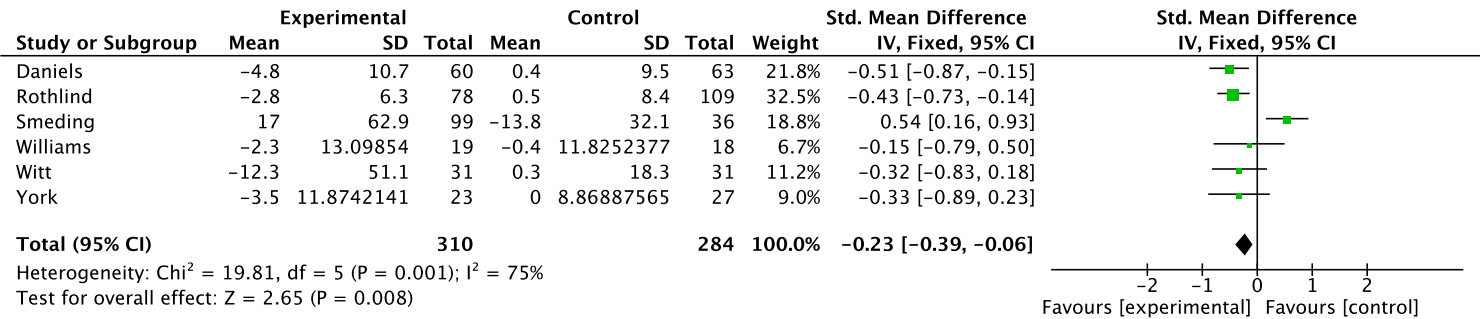 Experimental Control Std. Mean Difference Std. Mean Difference
Study or Subgroup Mean SD Total Mean SD Total Weight IV, Fixed, 95% CI IV, Fixed, 95% CI
Daniels −4.8 10.7 60 0.4 9.5 63 21.8% −0.51 [−0.87, −0.15]
Rothlind −2.8 6.3 78 0.5 8.4 109 32.5% −0.43 [−0.73, −0.14]
Smeding 17 62.9 99 −13.8 32.1 36 18.8% 0.54 [0.16, 0.93]
Williams −2.3 13.09854 19 −0.4 11.8252377 18 6.7% −0.15 [−0.79, 0.50]
Witt −12.3 51.1 31 0.3 18.3 31 11.2% −0.32 [−0.83, 0.18]
York −3.5 11.8742141 23 0 8.86887565 27 9.0% −0.33 [−0.89, 0.23]
Total (95% CI) 310 284 100.0% −0.23 [−0.39, −0.06]
Heterogeneity: Chi² = 19.81, df = 5 (P = 0.001); I² = 75%
Test for overall effect: Z = 2.65 (P = 0.008)
−2 −1 0 1 2
Favours [experimental] Favours [control]